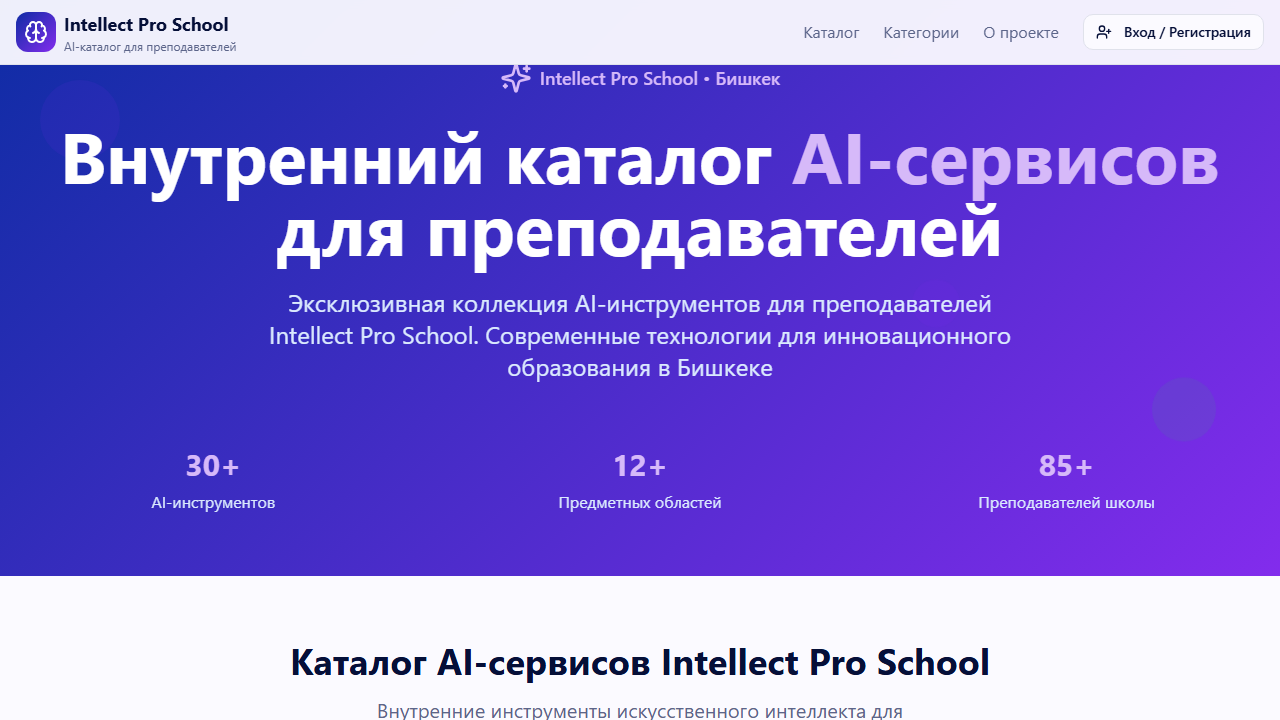 Intellect Pro School
AI-каталог для преподавателей
Каталог
Категории
О проекте
Вход / Регистрация
Intellect Pro School • Бишкек
Внутренний каталог AI-сервисов
для преподавателей
Эксклюзивная коллекция AI-инструментов для преподавателей
Intellect Pro School. Современные технологии для инновационного
образования в Бишкеке
30+
AI-инструментов
12+
Предметных областей
85+
Преподавателей школы
Каталог AI-сервисов Intellect Pro School
Внутренние инструменты искусственного интеллекта для